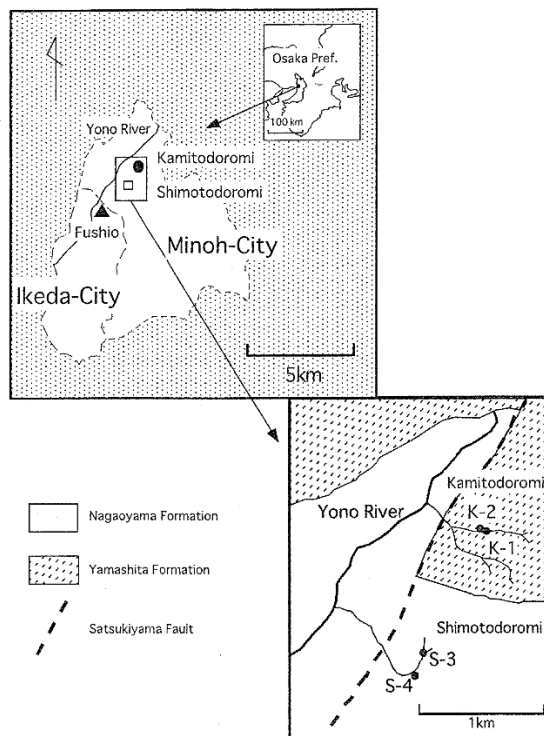 Osaka Pref.
100 km
Yono River
Kamitodoromi
Shimotodoromi
Fushio
Minoh-City
Ikeda-City
5km
Nagaoyama Formation
Yamashita Formation
Satsukiyama Fault
Kamitodoromi
K-2
Yono River
K-1
Shimotodoromi
S-3
S-4
1km